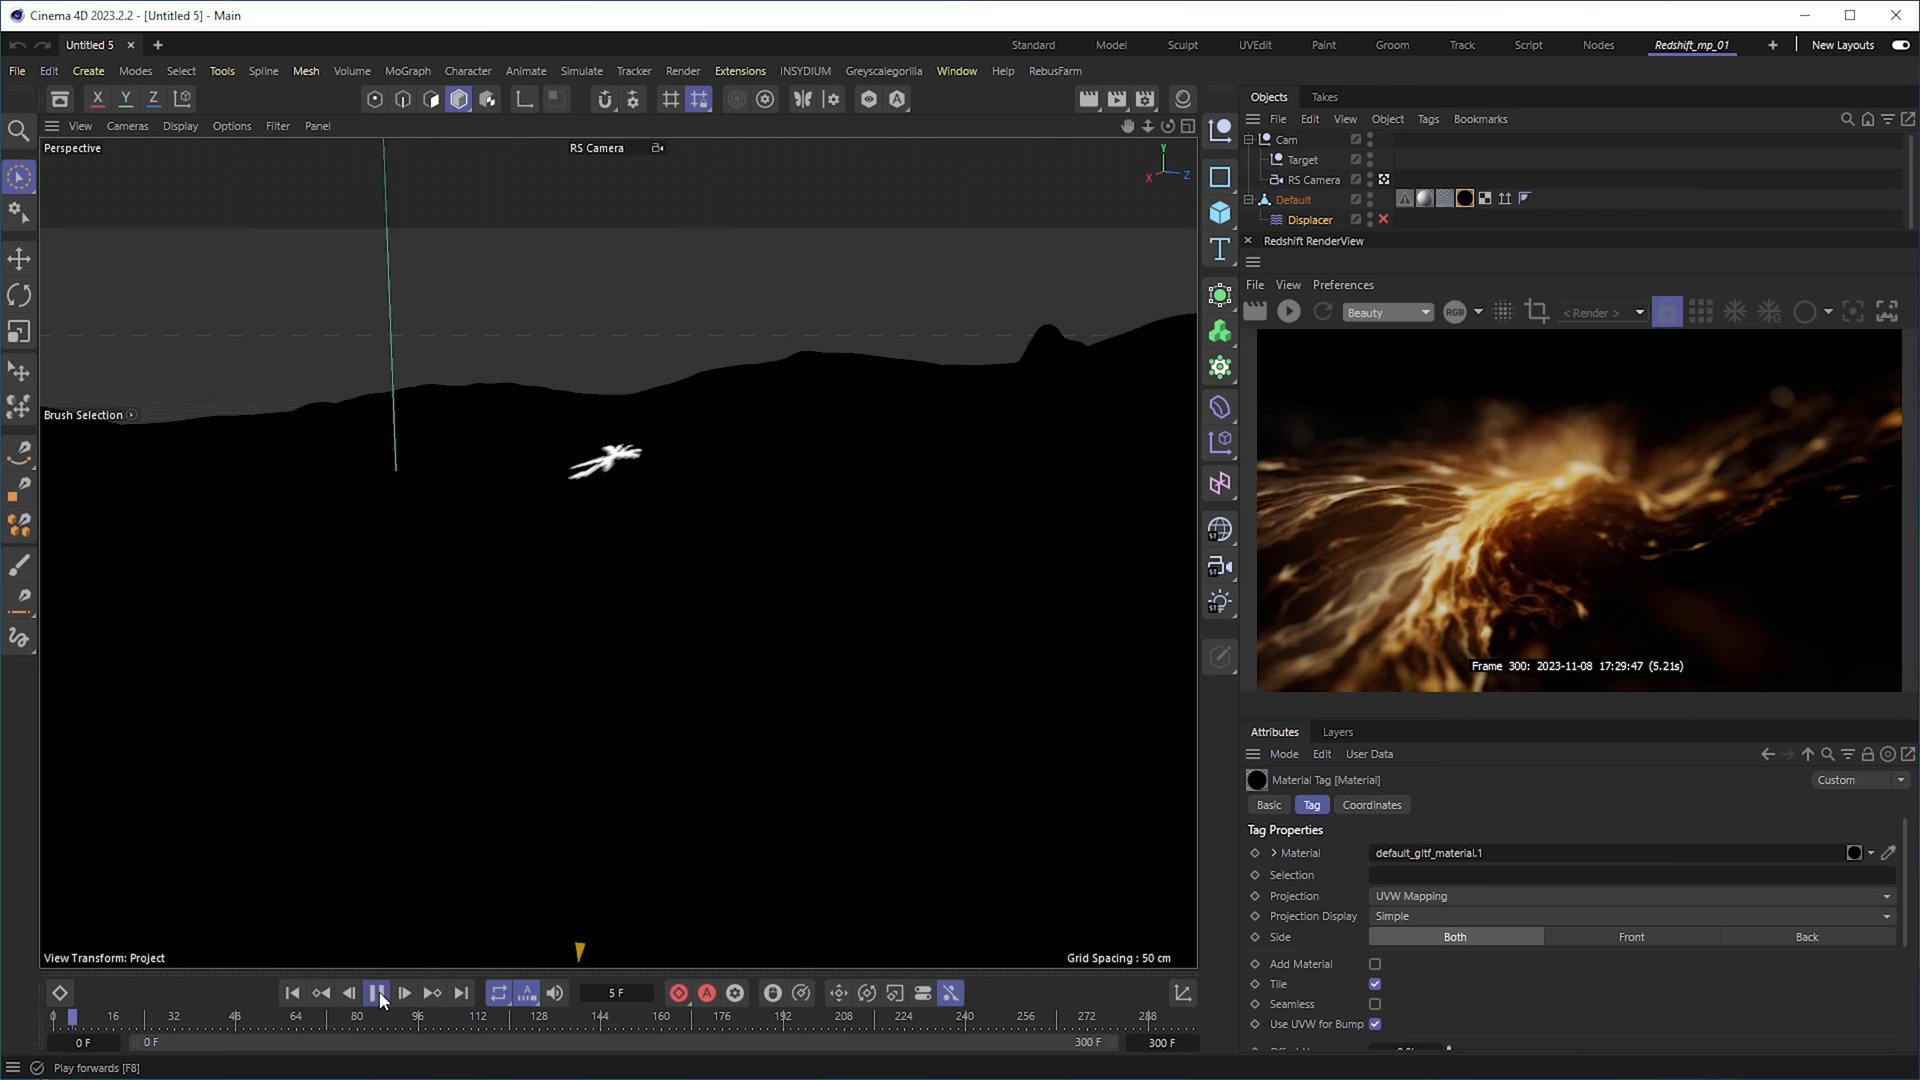 Cinema 4D 2023.2.2 - [Untitled 5] - Main
Untitled 5
Standard Model Sculpt UVEdit Paint Groom Track Script Nodes Redshift_mp_01 New Layouts
File Edit Create Modes Select Tools Spline Mesh Volume MoGraph Character Animate Simulate Tracker Render Extensions INSYDIUM Greyscalegorilla Window Help RebusFarm
X Y Z
View Cameras Display Options Filter Panel
Perspective
RS Camera
Y
X Z
Brush Selection
View Transform: Project
Grid Spacing : 50 cm
Objects Takes
File Edit View Object Tags Bookmarks
Cam
Target
RS Camera
Default
Displacer
Redshift RenderView
File View Preferences
Beauty RGB < Render >
Frame 300: 2023-11-08 17:29:47 (5.21s)
Attributes Layers
Mode Edit User Data
Material Tag [Material] Custom
Basic Tag Coordinates
Tag Properties
Material default_gltf_material.1
Selection
Projection UVW Mapping
Projection Display Simple
Side Both Front Back
Add Material
Tile
Seamless
Use UVW for Bump
5 F
0 16 32 48 64 80 96 112 128 144 160 176 192 208 224 240 256 272 288
0 F 0 F 300 F 300 F
Play forwards [F8]